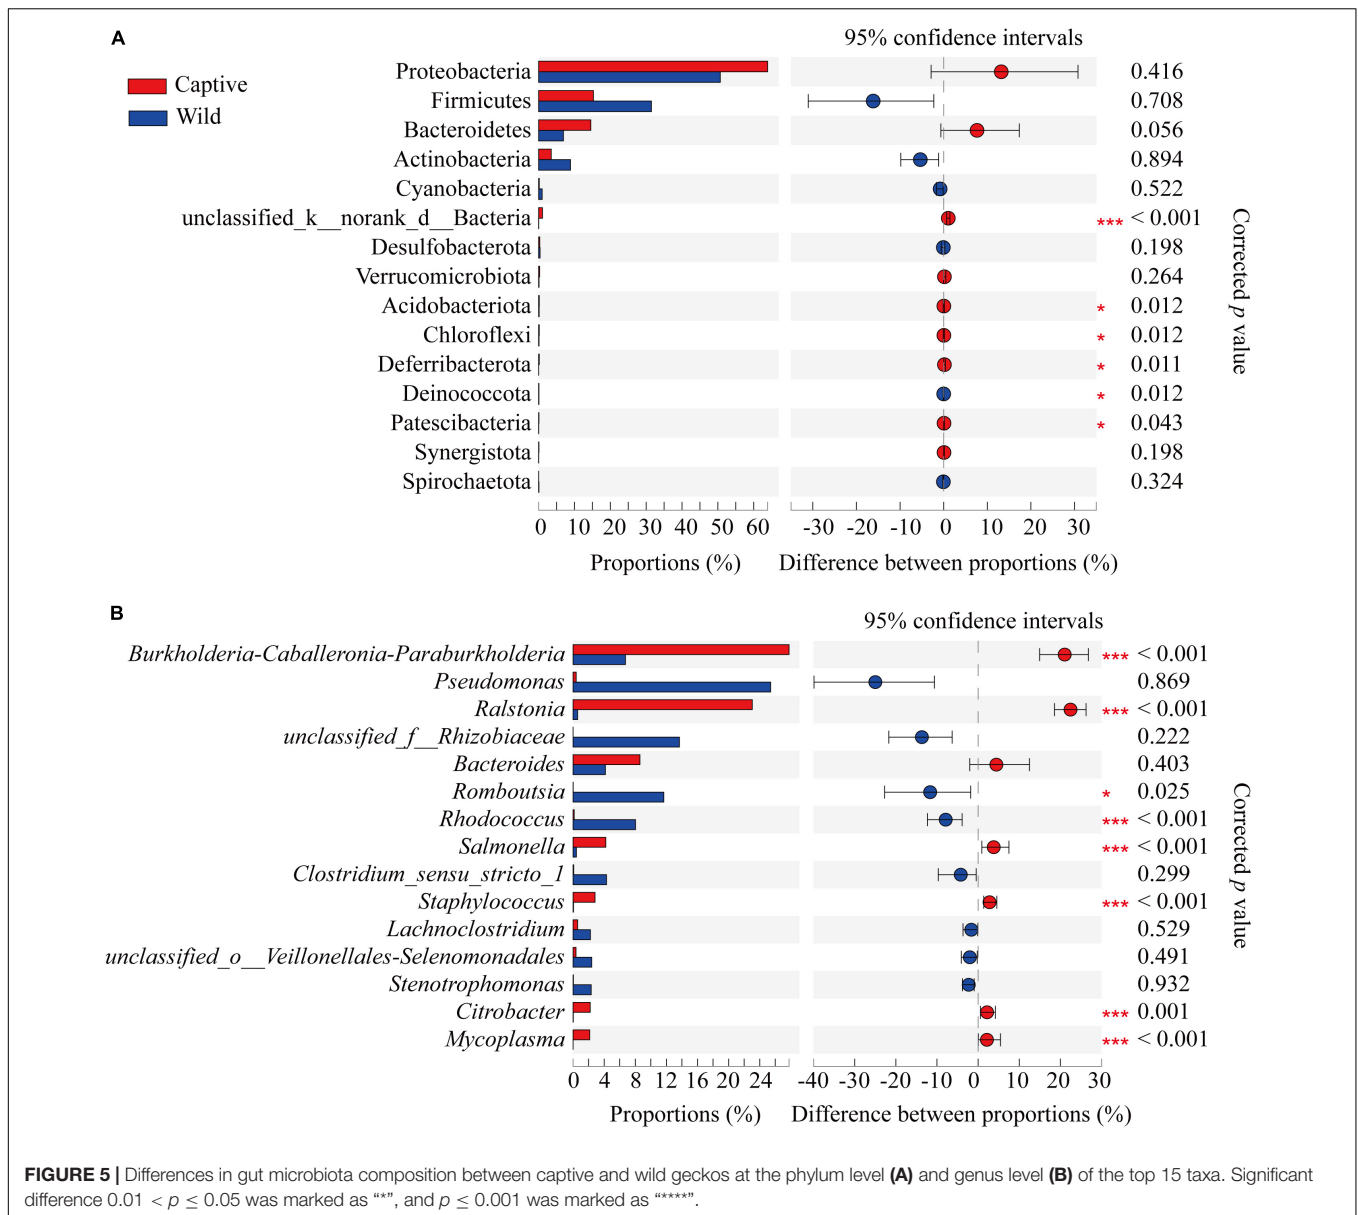 A
95% confidence intervals
Captive
Wild
Proteobacteria 0.416
Firmicutes 0.708
Bacteroidetes 0.056
Actinobacteria 0.894
Cyanobacteria 0.522
unclassified_k__norank_d__Bacteria *** < 0.001
Desulfobacterota 0.198
Verrucomicrobiota 0.264
Acidobacteriota * 0.012
Chloroflexi * 0.012
Deferribacterota * 0.011
Deinococcota * 0.012
Patescibacteria * 0.043
Synergistota 0.198
Spirochaetota 0.324
Corrected p value
0 10 20 30 40 50 60 -30 -20 -10 0 10 20 30
Proportions (%) Difference between proportions (%)
B
95% confidence intervals
Burkholderia-Caballeronia-Paraburkholderia *** < 0.001
Pseudomonas 0.869
Ralstonia *** < 0.001
unclassified_f__Rhizobiaceae 0.222
Bacteroides 0.403
Romboutsia * 0.025
Rhodococcus *** < 0.001
Salmonella *** < 0.001
Clostridium_sensu_stricto_1 0.299
Staphylococcus *** < 0.001
Lachnoclostridium 0.529
unclassified_o__Veillonellales-Selenomonadales 0.491
Stenotrophomonas 0.932
Citrobacter *** 0.001
Mycoplasma *** < 0.001
Corrected p value
0 4 8 12 16 20 24 -40 -30 -20 -10 0 10 20 30
Proportions (%) Difference between proportions (%)
FIGURE 5 | Differences in gut microbiota composition between captive and wild geckos at the phylum level (A) and genus level (B) of the top 15 taxa. Significant
difference 0.01 < p ≤ 0.05 was marked as “*”, and p ≤ 0.001 was marked as “****”.